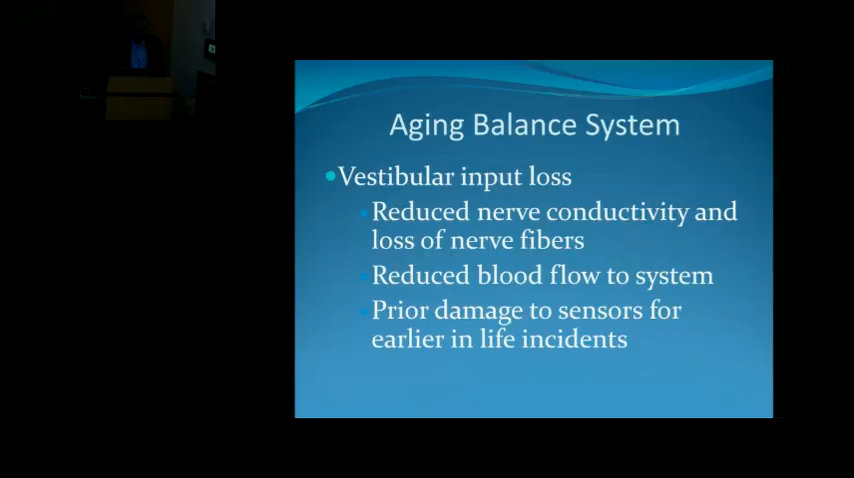 Aging Balance System
Vestibular input loss
Reduced nerve conductivity and
loss of nerve fibers
Reduced blood flow to system
Prior damage to sensors for
earlier in life incidents